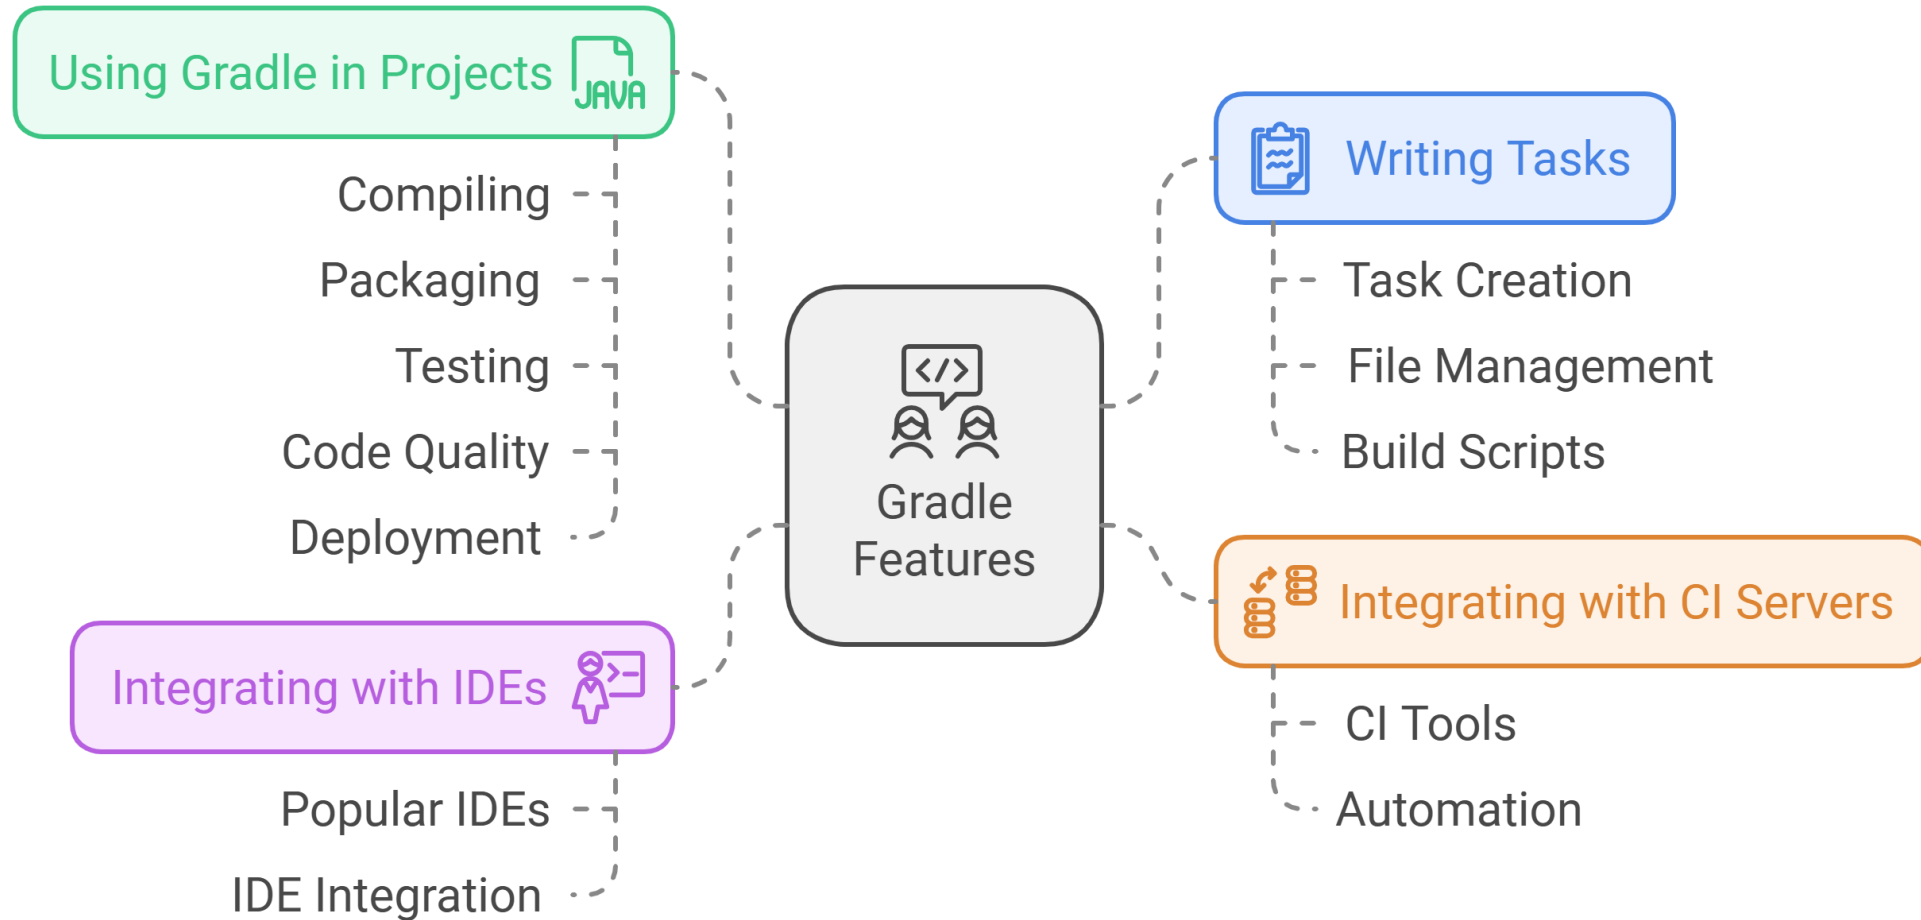 Using Gradle in Projects
JAVA
Compiling
Packaging
Testing
Code Quality
Deployment
Integrating with IDEs
Popular IDEs
IDE Integration
</>
Gradle
Features
Writing Tasks
Task Creation
File Management
Build Scripts
Integrating with CI Servers
CI Tools
Automation